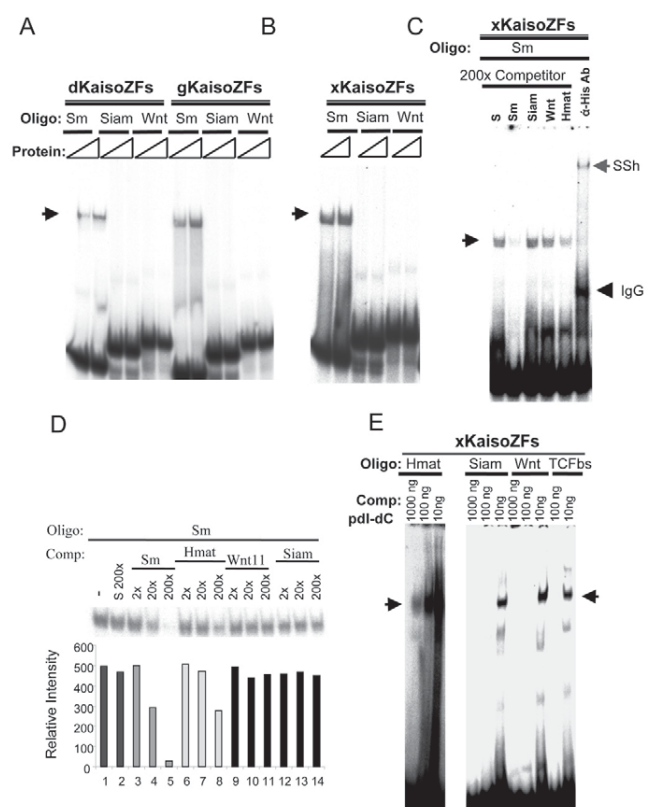 A
dKaisoZFs gKaisoZFs
Oligo: Sm Siam Wnt Sm Siam Wnt
Protein:
B
xKaisoZFs
Sm Siam Wnt
C
xKaisoZFs
Oligo: Sm
200x Competitor
S Sm Siam Wnt Hmat ά-His Ab
SSh
IgG
D
Oligo: Sm
Comp: Sm Hmat Wnt11 Siam
- S 200x 2x 20x 200x 2x 20x 200x 2x 20x 200x 2x 20x 200x
Relative Intensity
600
500
400
300
200
100
0
1 2 3 4 5 6 7 8 9 10 11 12 13 14
E
xKaisoZFs
Oligo: Hmat Siam Wnt TCFbs
Comp: pdI-dC
1000 ng 100 ng 10ng 1000 ng 100 ng 10ng 1000 ng 100 ng 10ng 100 ng 10ng